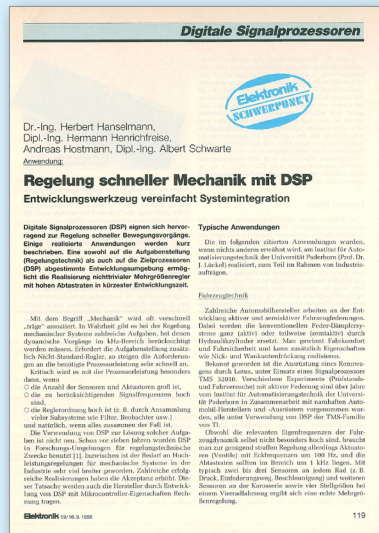 Digitale Signalprozessoren
Elektronik
SCHWERPUNKT
Dr.-Ing. Herbert Hanselmann,
Dipl.-Ing. Hermann Henrichfreise,
Andreas Hostmann, Dipl.-Ing. Albert Schwarte
Anwendung:
Regelung schneller Mechanik mit DSP
Entwicklungswerkzeug vereinfacht Systemintegration
Digitale Signalprozessoren (DSP) eignen sich hervor-
ragend zur Regelung schneller Bewegungsvorgänge.
Einige realisierte Anwendungen werden kurz
beschrieben. Eine sowohl auf die Aufgabenstellung
(Regelungstechnik) als auch auf die Zielprozessoren
(DSP) abgestimmte Entwicklungsumgebung ermög-
licht die Realisierung nichttrivialer Mehrgrößenregler
mit hohen Abtastraten in kürzester Entwicklungszeit.
Mit dem Begriff „Mechanik" wird oft vorschnell
„träge" assoziiert. In Wahrheit gibt es bei der Regelung
mechanischer Systeme zahlreiche Aufgaben, bei denen
dynamische Vorgänge im kHz-Bereich berücksichtigt
werden müssen. Erfordert die Aufgabenstellung zusätz-
lich Nicht-Standard-Regler, so steigen die Anforderun-
gen an die benötigte Prozessorleistung sehr schnell an.
Kritisch wird es mit der Prozessorleistung besonders
dann, wenn
○ die Anzahl der Sensoren und Aktuatoren groß ist,
○ die zu berücksichtigenden Signalfrequenzen hoch
sind,
○ die Reglerordnung hoch ist (z. B. durch Ansammlung
vieler Subsysteme wie Filter, Beobachter usw.)
und natürlich, wenn alles zusammen der Fall ist.
Die Verwendung von DSP zur Lösung solcher Aufga-
ben ist nicht neu. Schon vor sieben Jahren wurden DSP
in Forschungs-Umgebungen für regelungstechnische
Zwecke benutzt [1]. Inzwischen ist der Bedarf an Hoch-
leistungsregelungen für mechanische Systeme in der
Industrie sehr viel breiter geworden. Zahlreiche erfolg-
reiche Realisierungen haben die Akzeptanz erhöht. Die-
ser Tatsache werden auch die Hersteller durch Entwick-
lung von DSP mit Mikrocontroller-Eigenschaften Rech-
nung tragen.
Typische Anwendungen
Die im folgenden zitierten Anwendungen wurden,
wenn nichts anderes erwähnt wird, am Institut für Auto-
matisierungstechnik der Universität Paderborn (Prof. Dr.
J. Lückel) realisiert, zum Teil im Rahmen von Industrie-
aufträgen.
Fahrzeugtechnik
Zahlreiche Automobilhersteller arbeiten an der Ent-
wicklung aktiver und semiaktiver Fahrzeugfederungen.
Dabei werden die konventionellen Feder-Dämpfersy-
steme ganz (aktiv) oder teilweise (semiaktiv) durch
Hydraulikzylinder ersetzt. Man gewinnt Fahrkomfort
und Fahrsicherheit und kann zusätzlich Eigenschaften
wie Nick- und Wankunterdrückung realisieren.
Bekannt geworden ist die Ausrüstung eines Rennwa-
gens durch Lotus, unter Einsatz eines Signalprozessors
TMS 32010. Verschiedene Experimente (Prüfstands-
und Fahrversuche) mit aktiver Federung sind über Jahre
vom Institut für Automatisierungstechnik der Universi-
tät Paderborn in Zusammenarbeit mit namhaften Auto-
mobil-Herstellern und -Ausrüstern vorgenommen wor-
den, alle unter Verwendung von DSP der TMS-Familie
von TI.
Obwohl die relevanten Eigenfrequenzen der Fahr-
zeugdynamik selbst nicht besonders hoch sind, braucht
man zur genügend straffen Regelung allerdings Aktuato-
ren (Ventile) mit Eckfrequenzen um 100 Hz, und die
Abtastraten sollten im Bereich um 1 kHz liegen. Mit
typisch zwei bis drei Sensoren an jedem Rad (z. B.
Druck, Einfederungsweg, Beschleunigung) und weiteren
Sensoren an der Karosserie sowie vier Stellgrößen bei
einem Vierradfahrzeug ergibt sich eine echte Mehrgrö-
ßenregelung.
Elektronik 19/16.9.1988
119